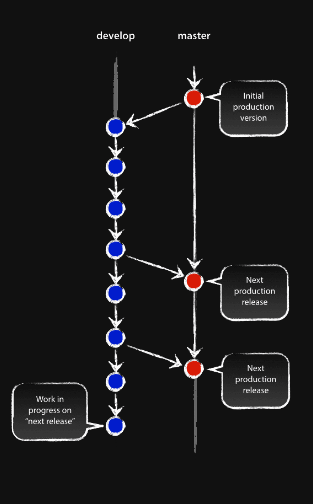 develop
master
Initial
production
version
Next
production
release
Next
production
release
Work in
progress on
“next release”